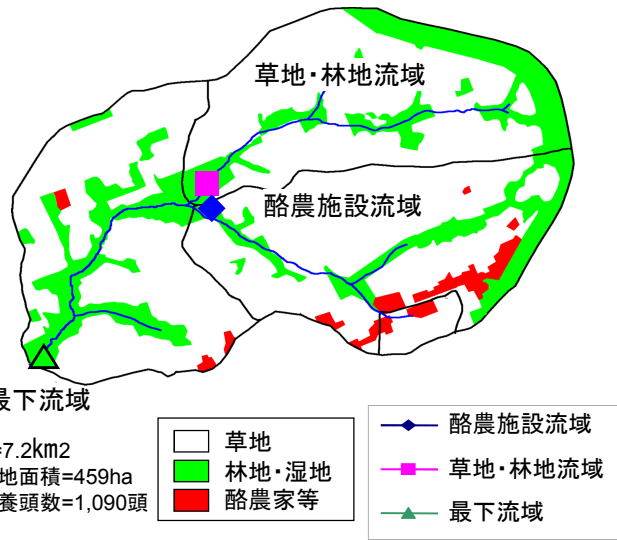 草地・林地流域
酪農施設流域
最下流域
=7.2km2
地面積=459ha
養頭数=1,090頭
草地
林地・湿地
酪農家等
酪農施設流域
草地・林地流域
最下流域